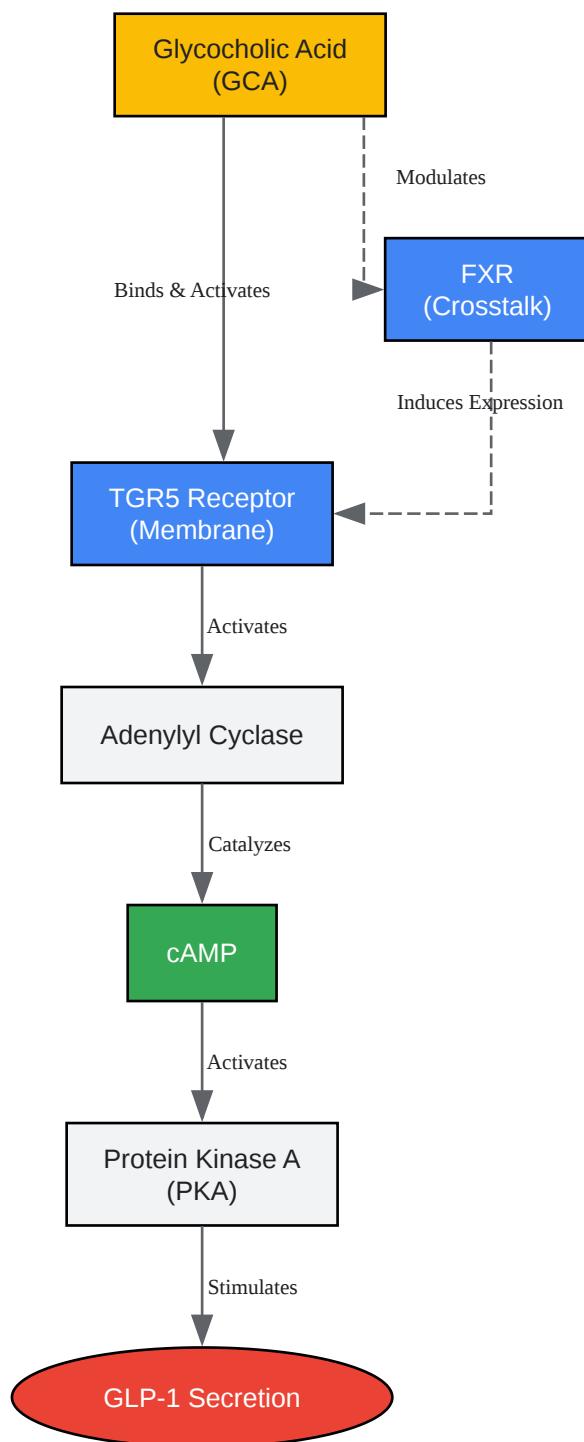 Glycocholic Acid
(GCA)
Modulates
FXR
(Crosstalk)
Binds & Activates
Induces Expression
TGR5 Receptor
(Membrane)
Activates
Adenylyl Cyclase
Catalyzes
cAMP
Activates
Protein Kinase A
(PKA)
Stimulates
GLP-1 Secretion